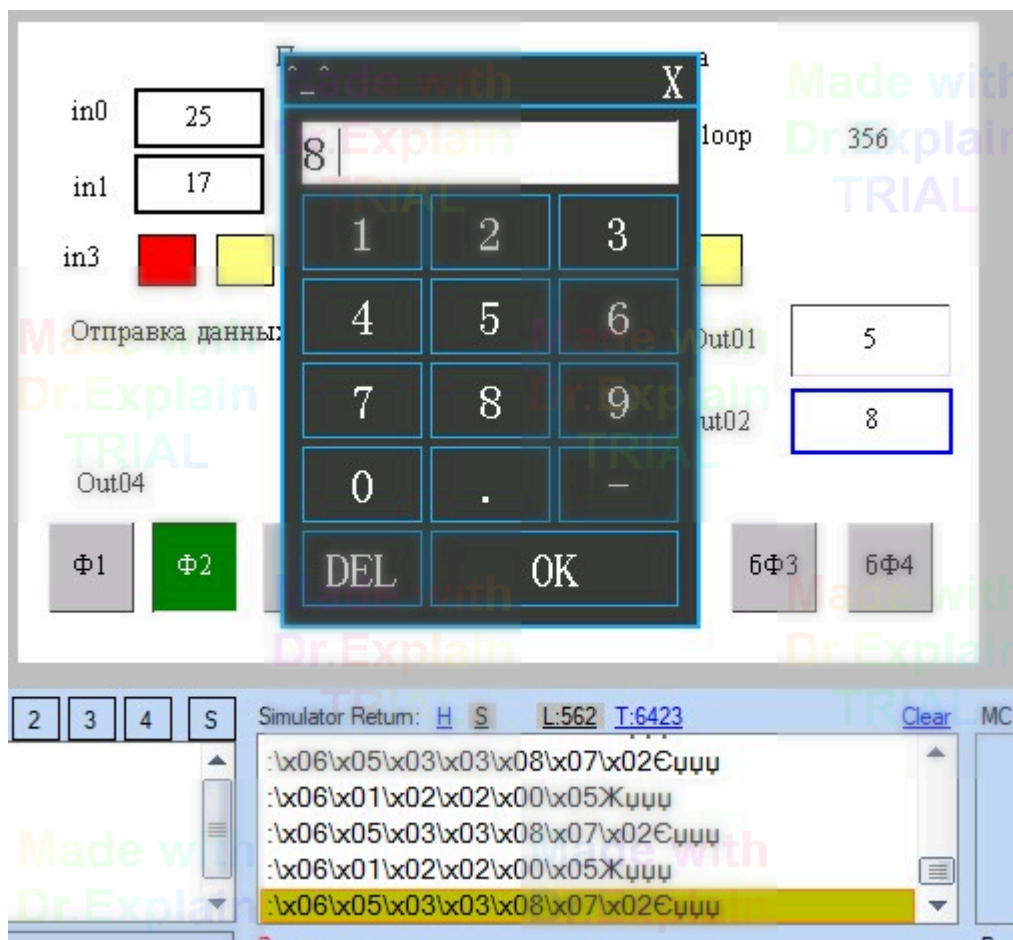 ^_^ X
in0 25
loop 356
in1 17
8
1 2 3
in3
4 5 6
Отправка данных
Out01 5
7 8 9
ut02 8
0 . -
Out04
Ф1 Ф2 DEL OK бФ3 бФ4
2 3 4 S Simulator Return: H S L:562 T:6423 Clear MC
:\x06\x05\x03\x03\x08\x07\x02Єџџџ
:\x06\x01\x02\x02\x00\x05Жџџџ
:\x06\x05\x03\x03\x08\x07\x02Єџџџ
:\x06\x01\x02\x02\x00\x05Жџџџ
:\x06\x05\x03\x03\x08\x07\x02Єџџџ
Made with
Dr.Explain
TRIAL